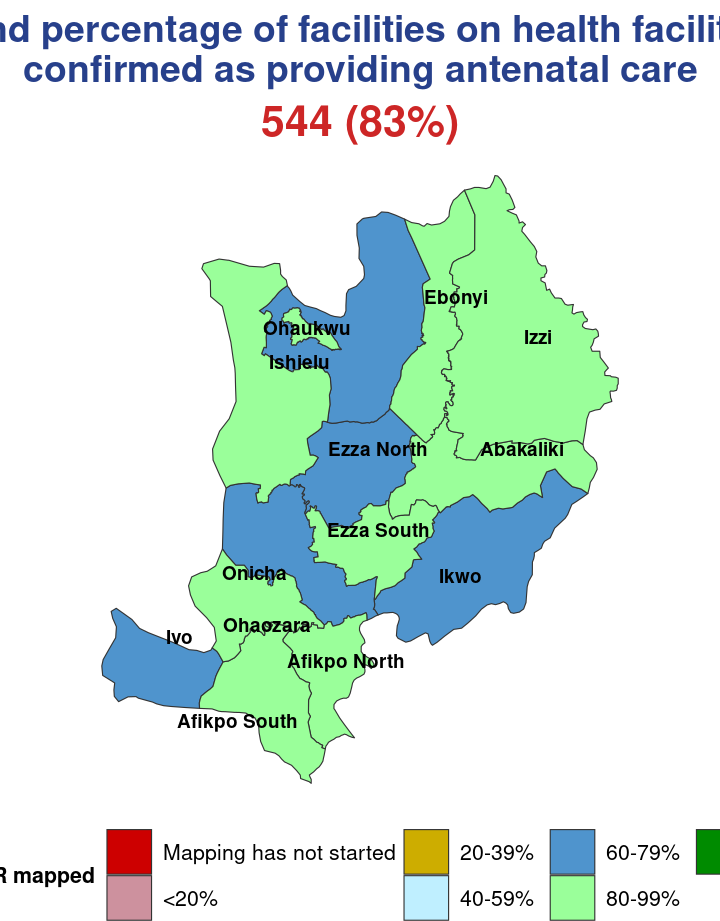 nd percentage of facilities on health facilit
confirmed as providing antenatal care
544 (83%)
Ebonyi
Ohaukwu
Izzi
Ishielu
Ezza North
Abakaliki
Ezza South
Onicha
Ikwo
Ohaozara
Ivo
Afikpo North
Afikpo South
R mapped
Mapping has not started
<20%
20-39%
40-59%
60-79%
80-99%